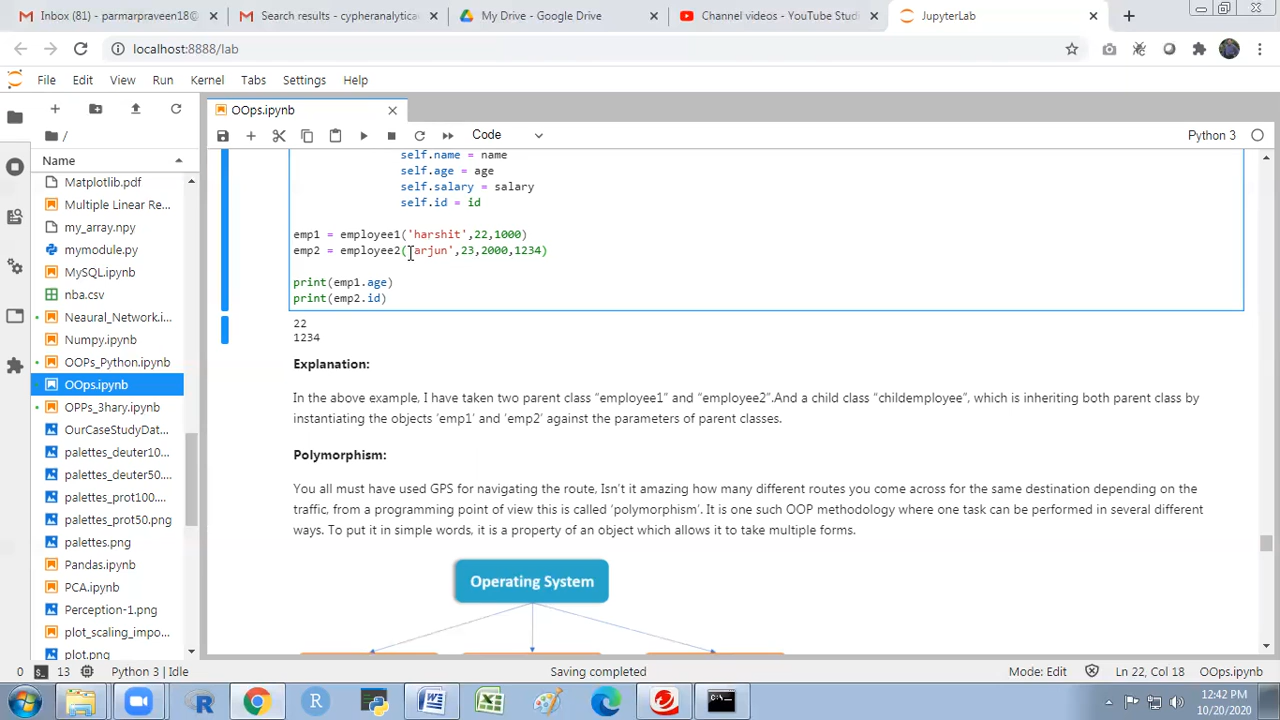 Inbox (81) - parmarpraveen18@
Search results - cypheranalytica
My Drive - Google Drive
Channel videos - YouTube Studi
JupyterLab
localhost:8888/lab
File Edit View Run Kernel Tabs Settings Help
OOps.ipynb
/
Code
Python 3
Name
Matplotlib.pdf
Multiple Linear Re...
my_array.npy
mymodule.py
MySQL.ipynb
nba.csv
Neaural_Network.i...
Numpy.ipynb
OOPs_Python.ipynb
OOps.ipynb
OPPs_3hary.ipynb
OurCaseStudyDat...
palettes_deuter10...
palettes_deuter50....
palettes_prot100....
palettes_prot50.png
palettes.png
Pandas.ipynb
PCA.ipynb
Perception-1.png
plot_scaling_impo...
plot.png
self.name = name
self.age = age
self.salary = salary
self.id = id
emp1 = employee1('harshit',22,1000)
emp2 = employee2('arjun',23,2000,1234)
print(emp1.age)
print(emp2.id)
22
1234
Explanation:
In the above example, I have taken two parent class “employee1” and “employee2”.And a child class “childemployee”, which is inheriting both parent class by
instantiating the objects ‘emp1’ and ‘emp2’ against the parameters of parent classes.
Polymorphism:
You all must have used GPS for navigating the route, Isn’t it amazing how many different routes you come across for the same destination depending on the
traffic, from a programming point of view this is called ‘polymorphism’. It is one such OOP methodology where one task can be performed in several different
ways. To put it in simple words, it is a property of an object which allows it to take multiple forms.
Operating System
0 13 Python 3 | Idle
Saving completed
Mode: Edit Ln 22, Col 18 OOps.ipynb
12:42 PM
10/20/2020